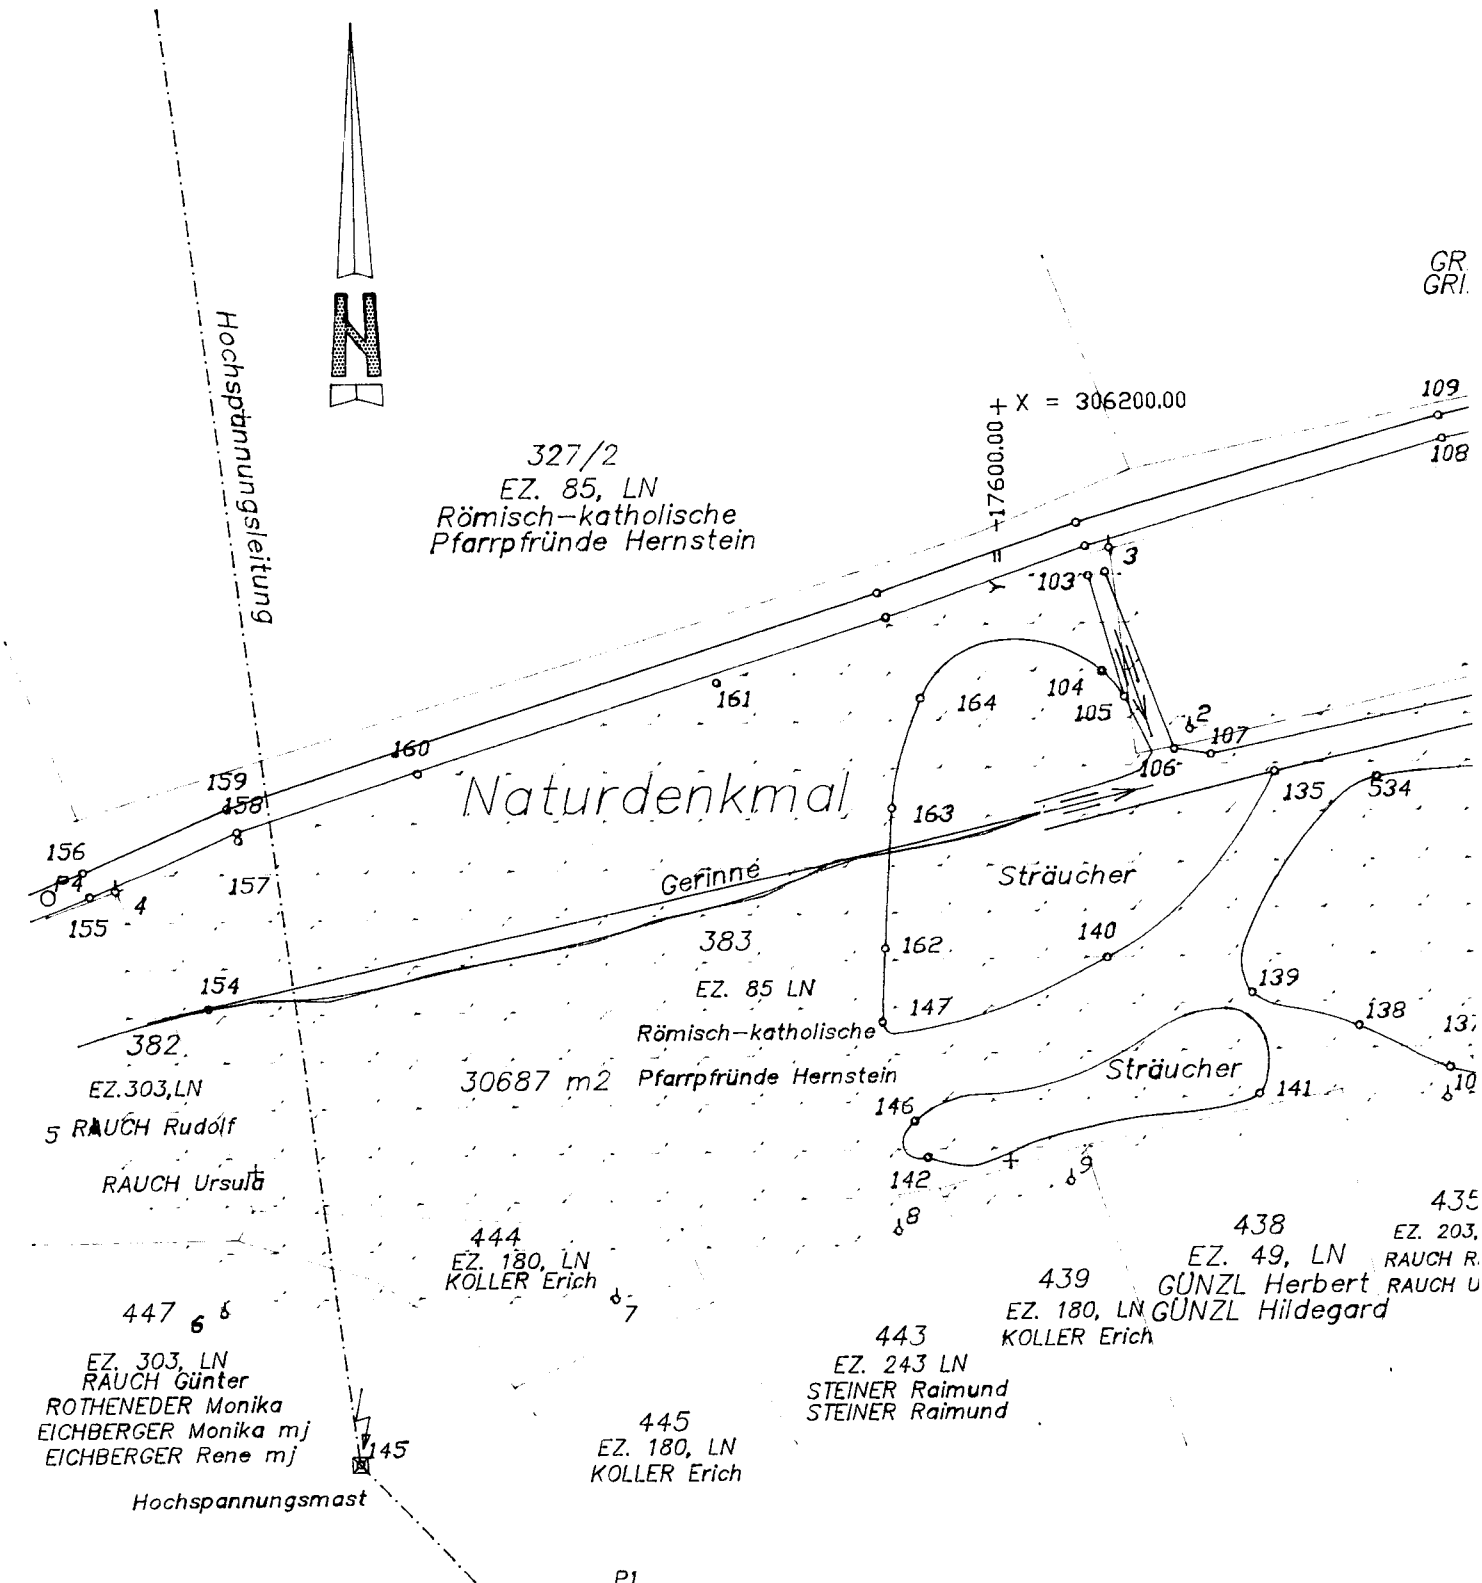 N
Hochspannungsleitung
GR
GRI.
X = 306200.00
Y = -17600.00
109
108
327/2
EZ. 85, LN
Römisch-katholische
Pfarrpfründe Hernstein
3
103
161
164
104
105
2
107
106
160
159
158
Naturdenkmal
135
534
163
156
P4
157
4
155
Gerinne
Sträucher
383
162
140
EZ. 85 LN
154
139
147
138
137
382
Römisch-katholische
30687 m2
Pfarrpfründe Hernstein
Sträucher
EZ.303,LN
141
10
146
5
RAUCH Rudolf
RAUCH Ursula
142
9
8
435
444
EZ. 180, LN
KOLLER Erich
438
EZ. 49, LN
GÜNZL Herbert
GÜNZL Hildegard
EZ. 203,
RAUCH R.
RAUCH U
439
EZ. 180, LN
KOLLER Erich
447
6
7
443
EZ. 243 LN
STEINER Raimund
STEINER Raimund
EZ. 303, LN
RAUCH Günter
ROTHENEDER Monika
EICHBERGER Monika mj
EICHBERGER Rene mj
445
EZ. 180, LN
KOLLER Erich
145
Hochspannungsmast
P1